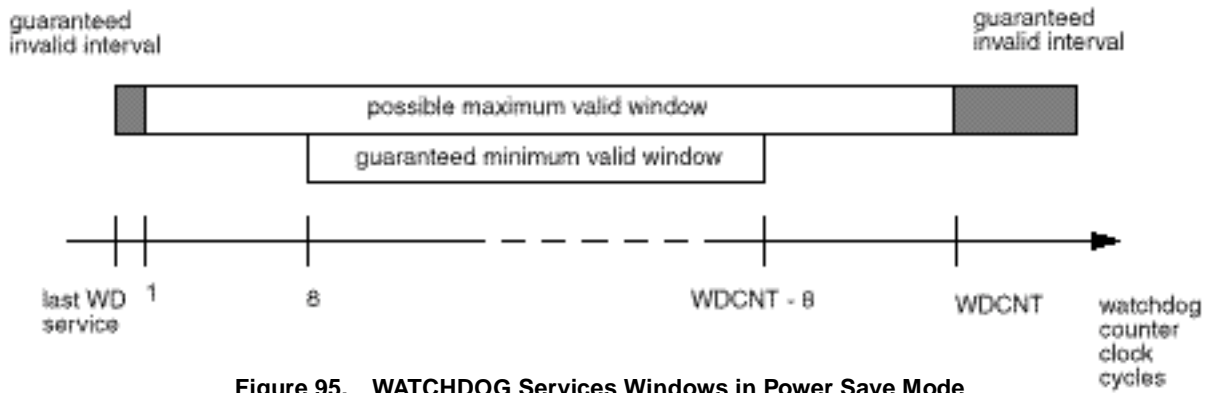 guaranteed
invalid interval
guaranteed
invalid interval
possible maximum valid window
guaranteed minimum valid window
last WD
service
1
8
WDCNT - 8
WDCNT
watchdog
counter
clock
cycles
Figure 95. WATCHDOG Services Windows in Power Save Mode